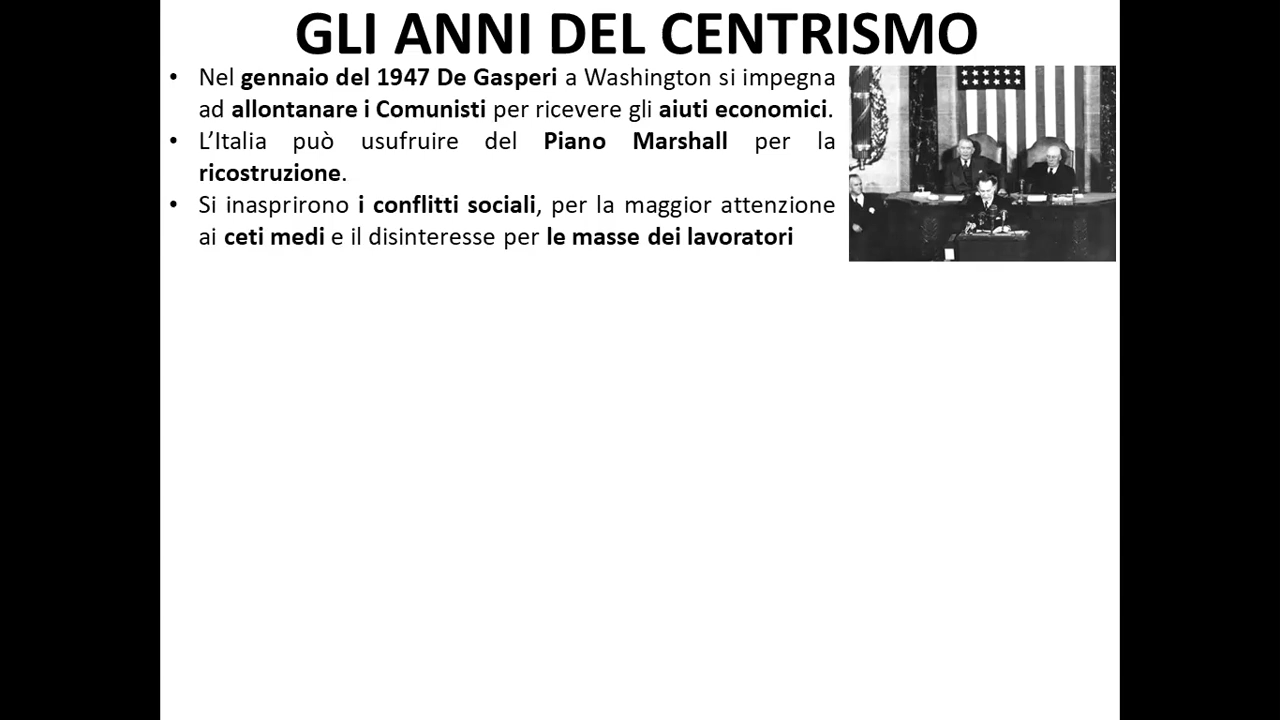 GLI ANNI DEL CENTRISMO
• Nel gennaio del 1947 De Gasperi a Washington si impegna
ad allontanare i Comunisti per ricevere gli aiuti economici.
• L’Italia può usufruire del Piano Marshall per la
ricostruzione.
• Si inasprirono i conflitti sociali, per la maggior attenzione
ai ceti medi e il disinteresse per le masse dei lavoratori